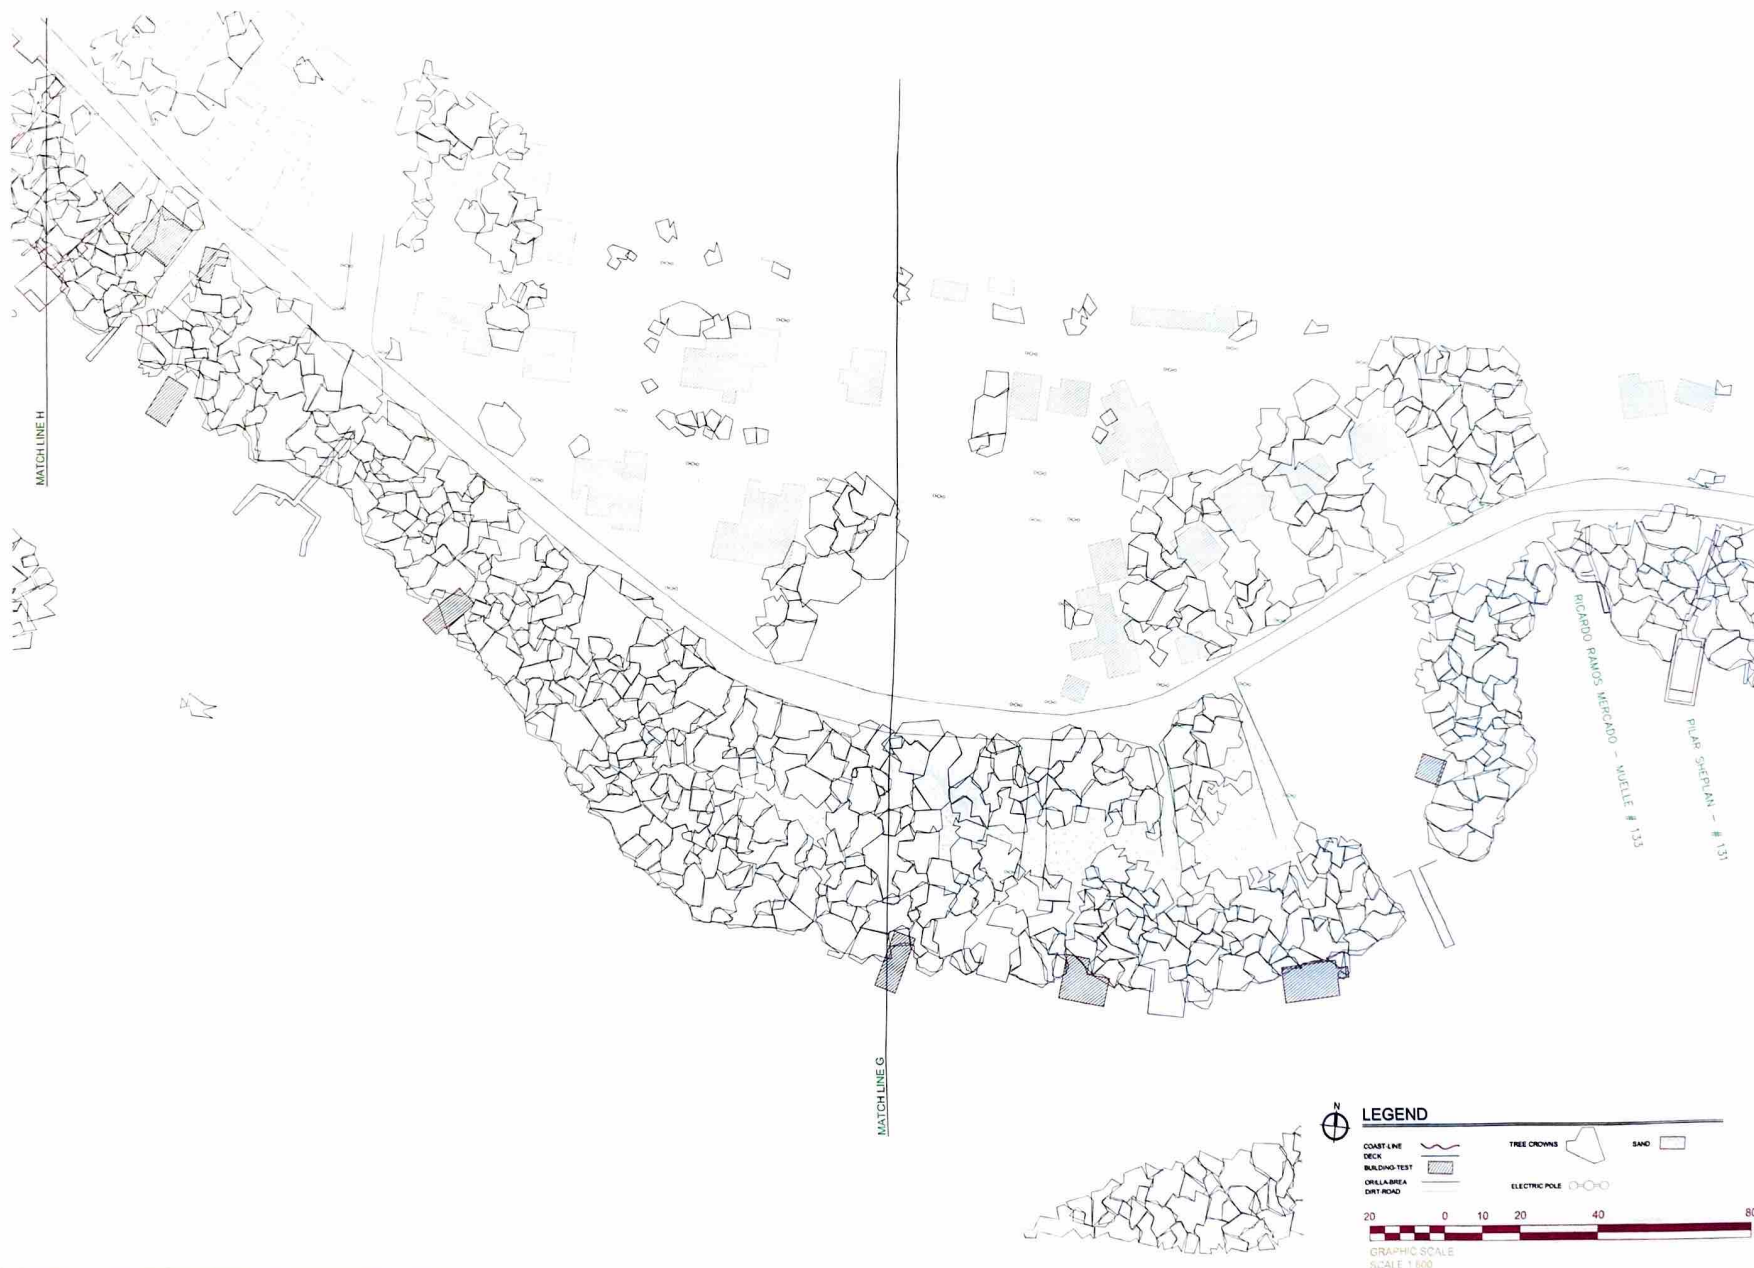 MATCH LINE H
MATCH LINE G
RICARDO RAMOS MERCADO - MUELLE # 133
PILAR SHEPLAN - # 131
N
LEGEND
COAST-LINE
DECK
BUILDING-TEST
ORILLA-BREA
DIRT-ROAD
TREE CROWNS
ELECTRIC POLE
SAND
20 0 10 20 40 80
GRAPHIC SCALE
SCALE 1:600